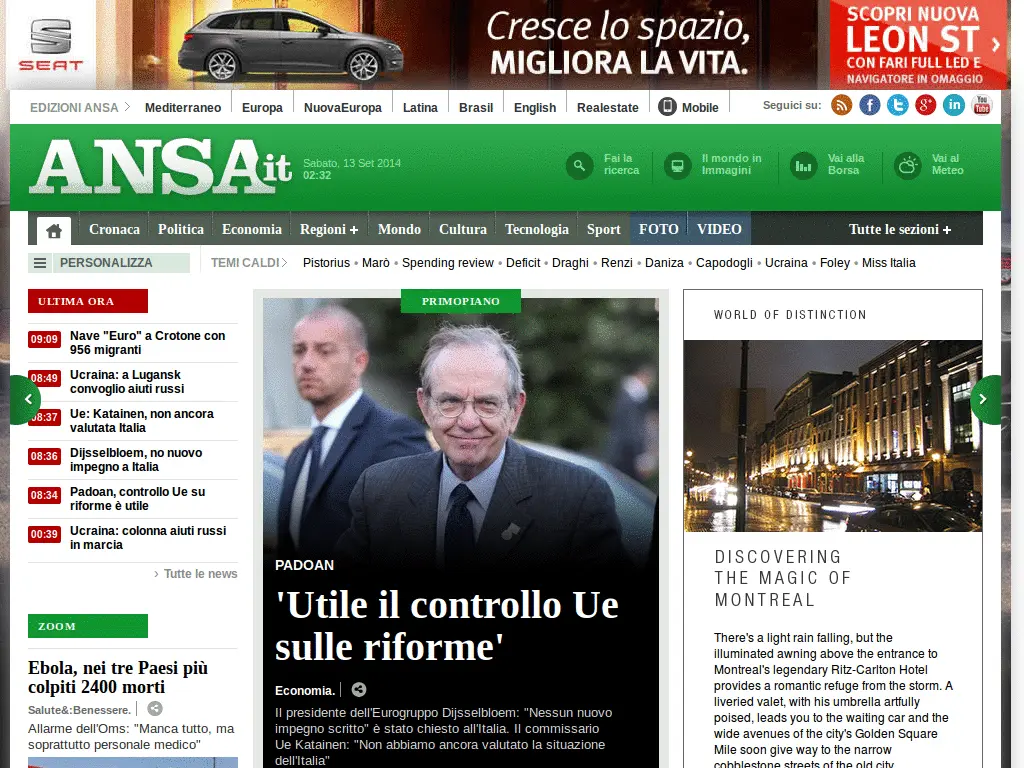 SEAT
Cresce lo spazio,
MIGLIORA LA VITA.
SCOPRI NUOVA
LEON ST
CON FARI FULL LED E
NAVIGATORE IN OMAGGIO
EDIZIONI ANSA
Mediterraneo
Europa
NuovaEuropa
Latina
Brasil
English
Realestate
Mobile
Seguici su:
You
Tube
ANSAit
Sabato, 13 Set 2014
02:32
Fai la
ricerca
Il mondo in
Immagini
Vai alla
Borsa
Vai al
Meteo
Cronaca
Politica
Economia
Regioni +
Mondo
Cultura
Tecnologia
Sport
FOTO
VIDEO
Tutte le sezioni +
PERSONALIZZA
TEMI CALDI
Pistorius • Marò • Spending review • Deficit • Draghi • Renzi • Daniza • Capodogli • Ucraina • Foley • Miss Italia
ULTIMA ORA
09:09 Nave "Euro" a Crotone con
956 migranti
08:49 Ucraina: a Lugansk
convoglio aiuti russi
08:37 Ue: Katainen, non ancora
valutata Italia
08:36 Dijsselbloem, no nuovo
impegno a Italia
08:34 Padoan, controllo Ue su
riforme è utile
00:39 Ucraina: colonna aiuti russi
in marcia
Tutte le news
ZOOM
Ebola, nei tre Paesi più
colpiti 2400 morti
Salute&:Benessere.
Allarme dell'Oms: "Manca tutto, ma
soprattutto personale medico"
PRIMOPIANO
PADOAN
'Utile il controllo Ue
sulle riforme'
Economia.
Il presidente dell'Eurogruppo Dijsselbloem: "Nessun nuovo
impegno scritto" è stato chiesto all'Italia. Il commissario
Ue Katainen: "Non abbiamo ancora valutato la situazione
dell'Italia"
WORLD OF DISTINCTION
DISCOVERING
THE MAGIC OF
MONTREAL
There's a light rain falling, but the
illuminated awning above the entrance to
Montreal's legendary Ritz-Carlton Hotel
provides a romantic refuge from the storm. A
liveried valet, with his umbrella artfully
poised, leads you to the waiting car and the
wide avenues of the city's Golden Square
Mile soon give way to the narrow
cobblestone streets of the old city